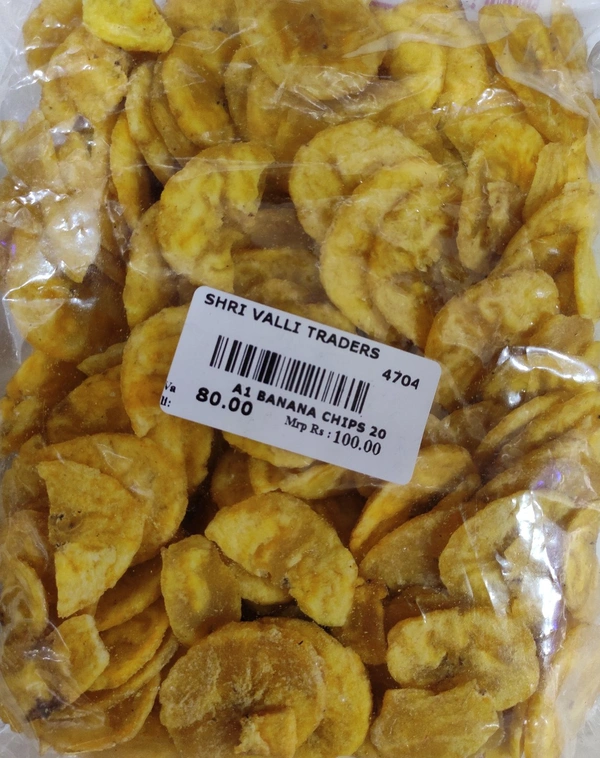 SHRI VALLI TRADERS
4704
A1 BANANA CHIPS 20
80.00
Mrp Rs : 100.00